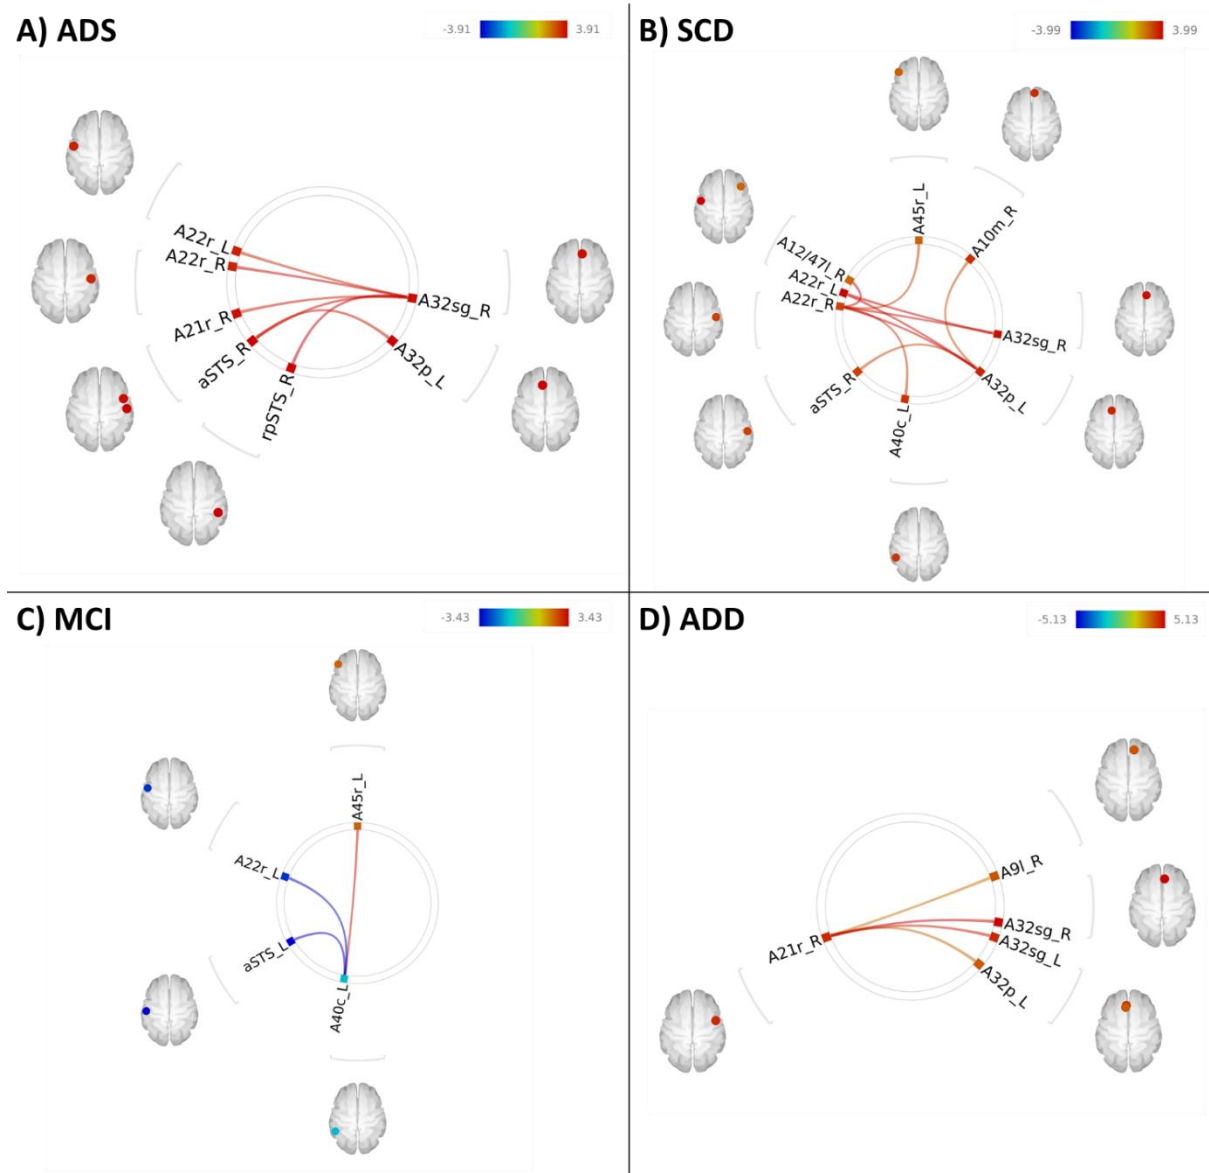 A) ADS
-3.91 3.91
A22r_L
A22r_R
A21r_R
aSTS_R
rpSTS_R
A32sg_R
A32p_L
B) SCD
-3.99 3.99
A45r_L
A10m_R
A12/47l_R
A22r_L
A22r_R
A32sg_R
aSTS_R
A32p_L
A40c_L
C) MCI
-3.43 3.43
A45r_L
A22r_L
aSTS_L
A40c_L
D) ADD
-5.13 5.13
A9l_R
A32sg_R
A32sg_L
A21r_R
A32p_L